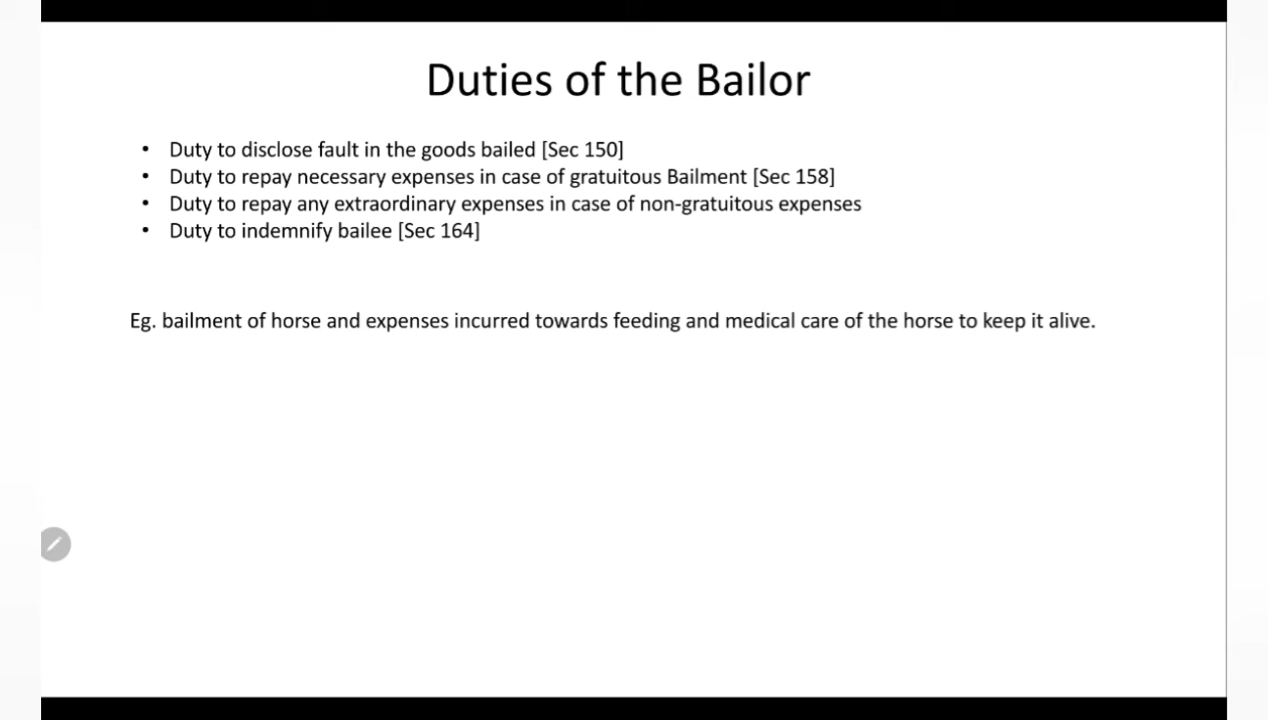 Duties of the Bailor
• Duty to disclose fault in the goods bailed [Sec 150]
• Duty to repay necessary expenses in case of gratuitous Bailment [Sec 158]
• Duty to repay any extraordinary expenses in case of non-gratuitous expenses
• Duty to indemnify bailee [Sec 164]
Eg. bailment of horse and expenses incurred towards feeding and medical care of the horse to keep it alive.